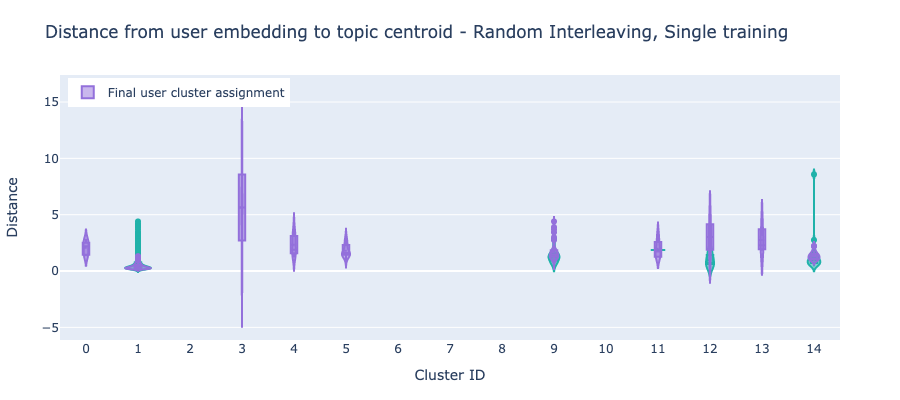 Distance from user embedding to topic centroid - Random Interleaving, Single training
Final user cluster assignment
Distance
15
10
5
0
−5
0 1 2 3 4 5 6 7 8 9 10 11 12 13 14
Cluster ID